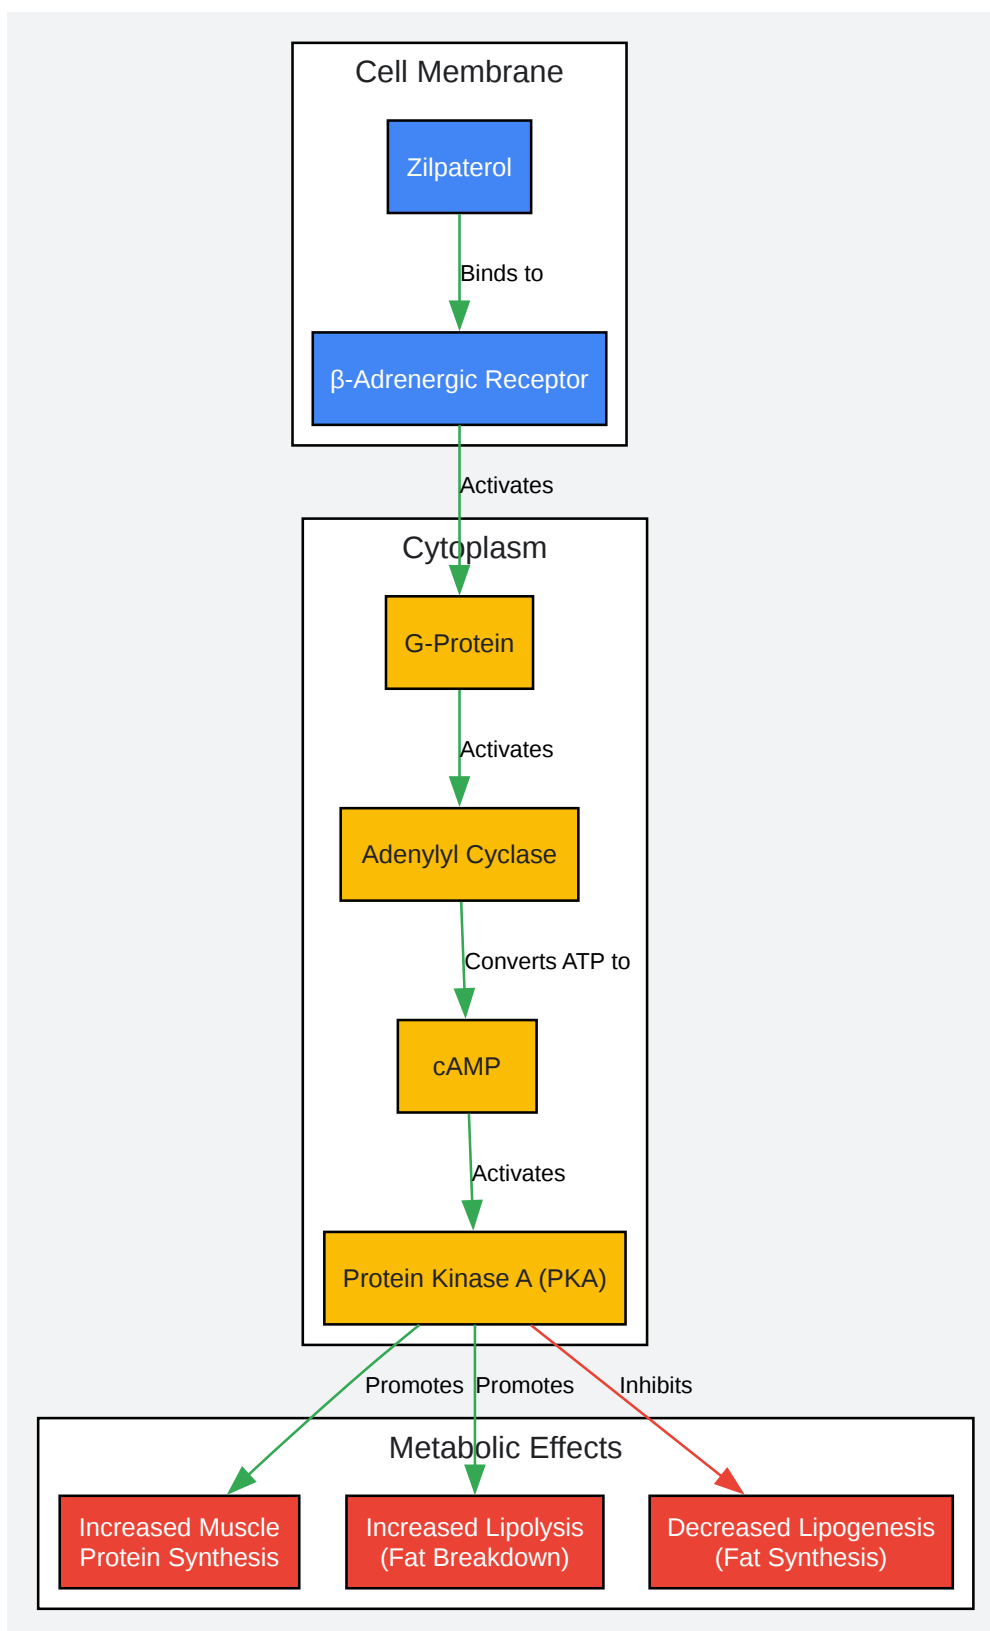 Cell Membrane
Zilpaterol
Binds to
β-Adrenergic Receptor
Activates
Cytoplasm
G-Protein
Activates
Adenylyl Cyclase
Converts ATP to
cAMP
Activates
Protein Kinase A (PKA)
Promotes
Promotes
Inhibits
Metabolic Effects
Increased Muscle
Protein Synthesis
Increased Lipolysis
(Fat Breakdown)
Decreased Lipogenesis
(Fat Synthesis)